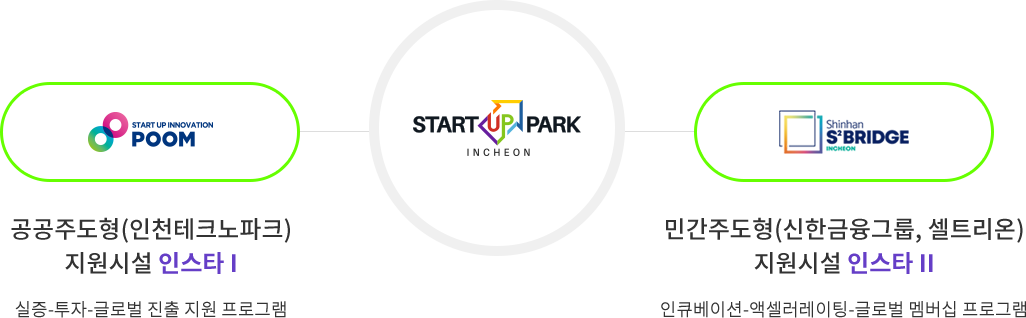 START UP INNOVATION
POOM
START UP PARK
INCHEON
Shinhan
S² BRIDGE
INCHEON
공공주도형(인천테크노파크)
지원시설 인스타 I
실증-투자-글로벌 진출 지원 프로그램
민간주도형(신한금융그룹, 셀트리온)
지원시설 인스타 II
인큐베이션-액셀러레이팅-글로벌 멤버십 프로그램